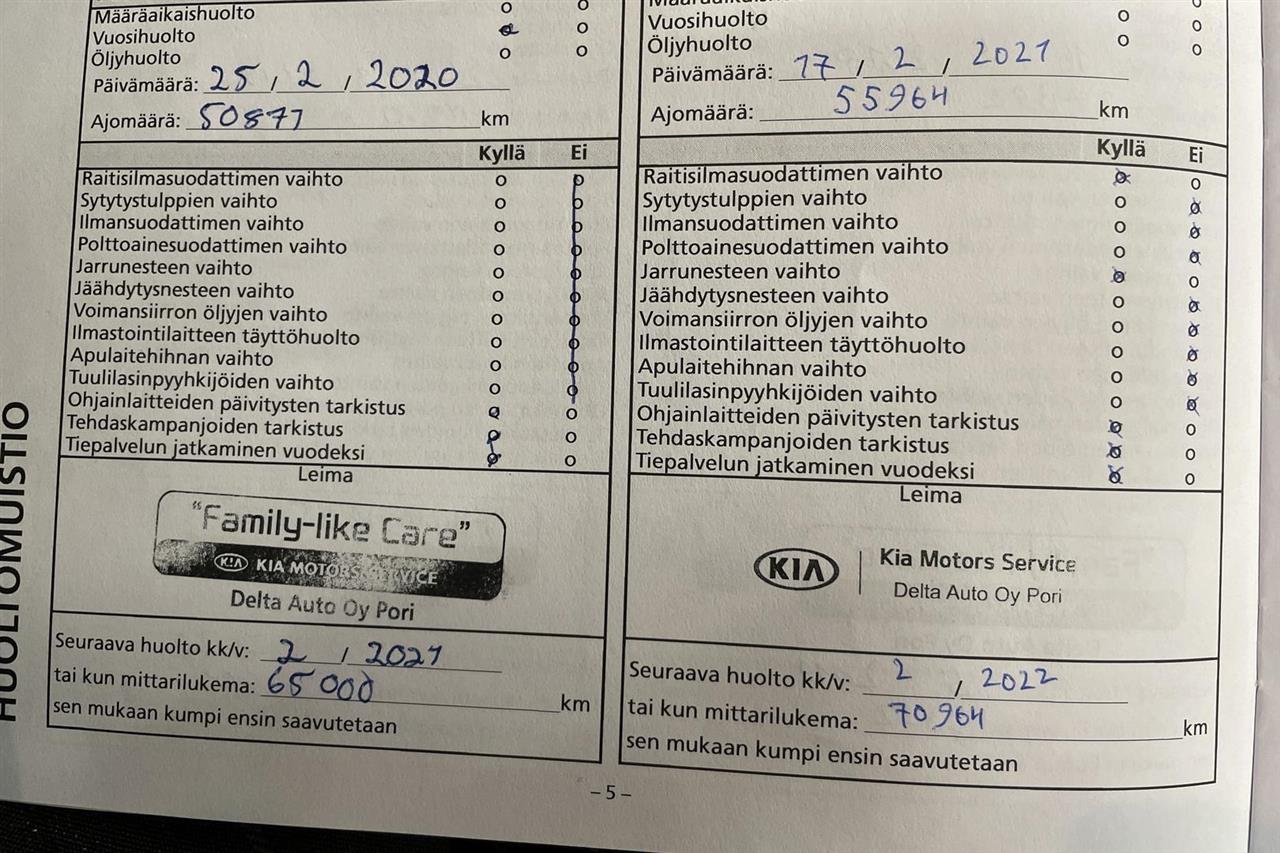 HUOLTOMUISTIO
Määräaikaishuolto
Vuosihuolto
Öljyhuolto
Päivämäärä: 25 / 2 / 2020
Ajomäärä: 50877 km
Kyllä Ei
Raitisilmasuodattimen vaihto
Sytytystulppien vaihto
Ilmansuodattimen vaihto
Polttoainesuodattimen vaihto
Jarrunesteen vaihto
Jäähdytysnesteen vaihto
Voimansiirron öljyjen vaihto
Ilmastointilaitteen täyttöhuolto
Apulaitehihnan vaihto
Tuulilasinpyyhkijöiden vaihto
Ohjainlaitteiden päivitysten tarkistus
Tehdaskampanjoiden tarkistus
Tiepalvelun jatkaminen vuodeksi
Leima
"Family-like Care"
KIA KIA MOTORS SERVICE
Delta Auto Oy Pori
Seuraava huolto kk/v: 2 / 2021
tai kun mittarilukema: 65 000 km
sen mukaan kumpi ensin saavutetaan
Vuosihuolto
Öljyhuolto
Päivämäärä: 17 / 2 / 2021
Ajomäärä: 55964 km
Kyllä Ei
Raitisilmasuodattimen vaihto
Sytytystulppien vaihto
Ilmansuodattimen vaihto
Polttoainesuodattimen vaihto
Jarrunesteen vaihto
Jäähdytysnesteen vaihto
Voimansiirron öljyjen vaihto
Ilmastointilaitteen täyttöhuolto
Apulaitehihnan vaihto
Tuulilasinpyyhkijöiden vaihto
Ohjainlaitteiden päivitysten tarkistus
Tehdaskampanjoiden tarkistus
Tiepalvelun jatkaminen vuodeksi
Leima
KIA
Kia Motors Service
Delta Auto Oy Pori
Seuraava huolto kk/v: 2 / 2022
tai kun mittarilukema: 70964 km
sen mukaan kumpi ensin saavutetaan
– 5 –